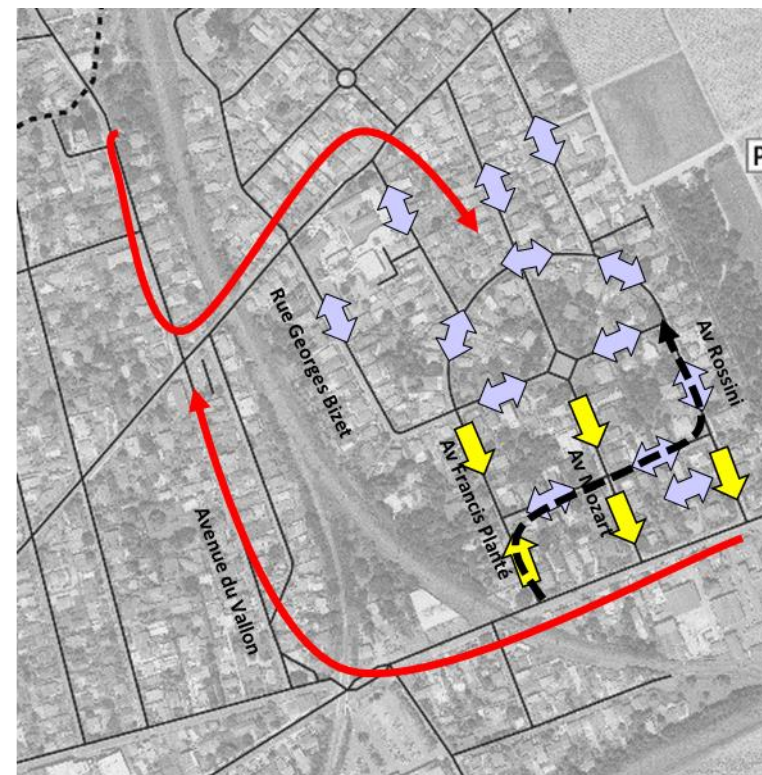 P
Rue Georges Bizet
Av Rossini
Av Francis Planté
Av Mozart
Avenue du Vallon